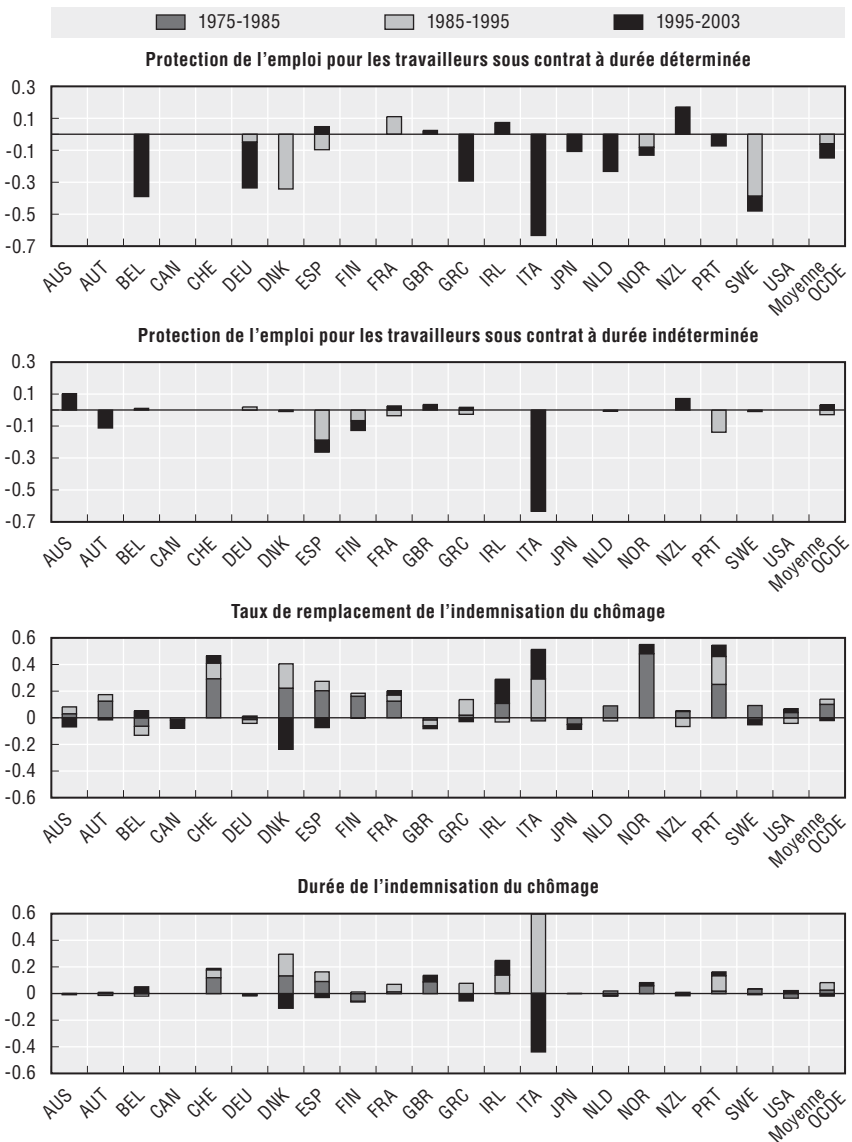 1975-1985 1985-1995 1995-2003
Protection de l'emploi pour les travailleurs sous contrat à durée déterminée
0.3
0.1
-0.1
-0.3
-0.5
-0.7
AUS AUT BEL CAN CHE DEU DNK ESP FIN FRA GBR GRC IRL ITA JPN NLD NOR NZL PRT SWE USA Moyenne OCDE
Protection de l'emploi pour les travailleurs sous contrat à durée indéterminée
0.3
0.1
-0.1
-0.3
-0.5
-0.7
AUS AUT BEL CAN CHE DEU DNK ESP FIN FRA GBR GRC IRL ITA JPN NLD NOR NZL PRT SWE USA Moyenne OCDE
Taux de remplacement de l'indemnisation du chômage
0.6
0.4
0.2
0
-0.2
-0.4
-0.6
AUS AUT BEL CAN CHE DEU DNK ESP FIN FRA GBR GRC IRL ITA JPN NLD NOR NZL PRT SWE USA Moyenne OCDE
Durée de l'indemnisation du chômage
0.6
0.4
0.2
0
-0.2
-0.4
-0.6
AUS AUT BEL CAN CHE DEU DNK ESP FIN FRA GBR GRC IRL ITA JPN NLD NOR NZL PRT SWE USA Moyenne OCDE